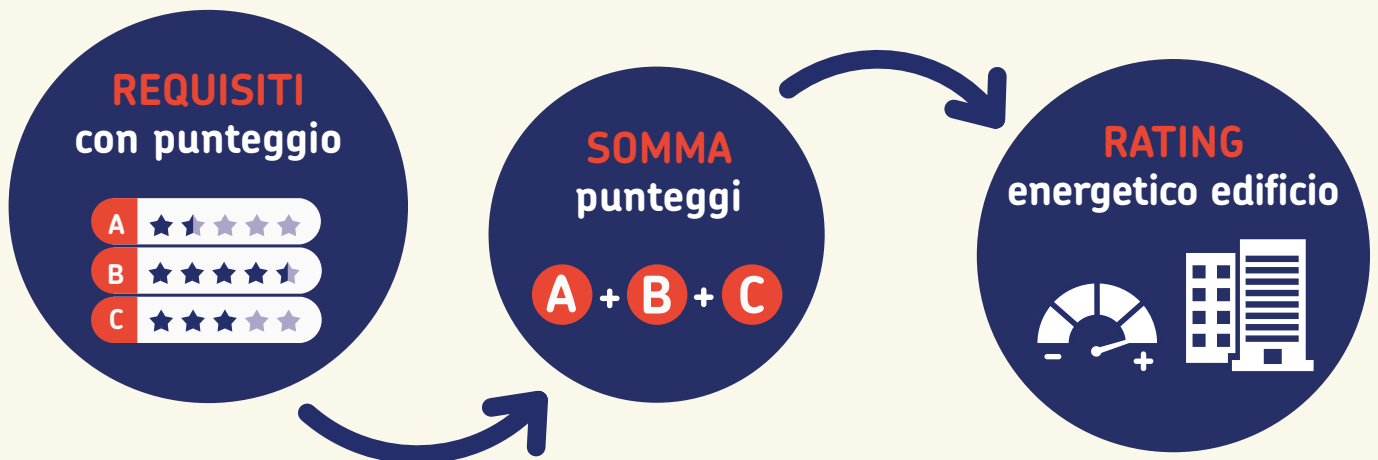 REQUISITI
con punteggio
A
B
C
SOMMA
punteggi
A + B + C
RATING
energetico edificio
- +